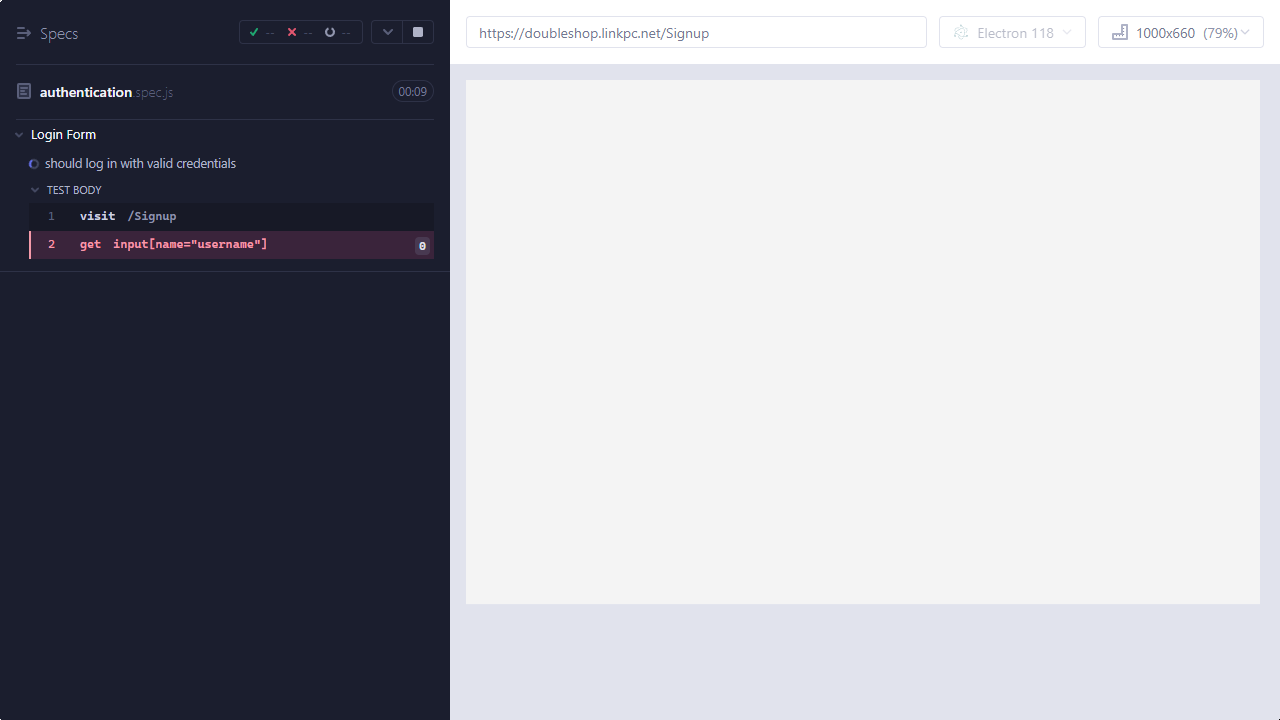 Specs
-- -- --
authentication.spec.js
00:09
Login Form
should log in with valid credentials
TEST BODY
1 visit /Signup
2 get input[name="username"] 0
https://doubleshop.linkpc.net/Signup
Electron 118
1000x660 (79%)